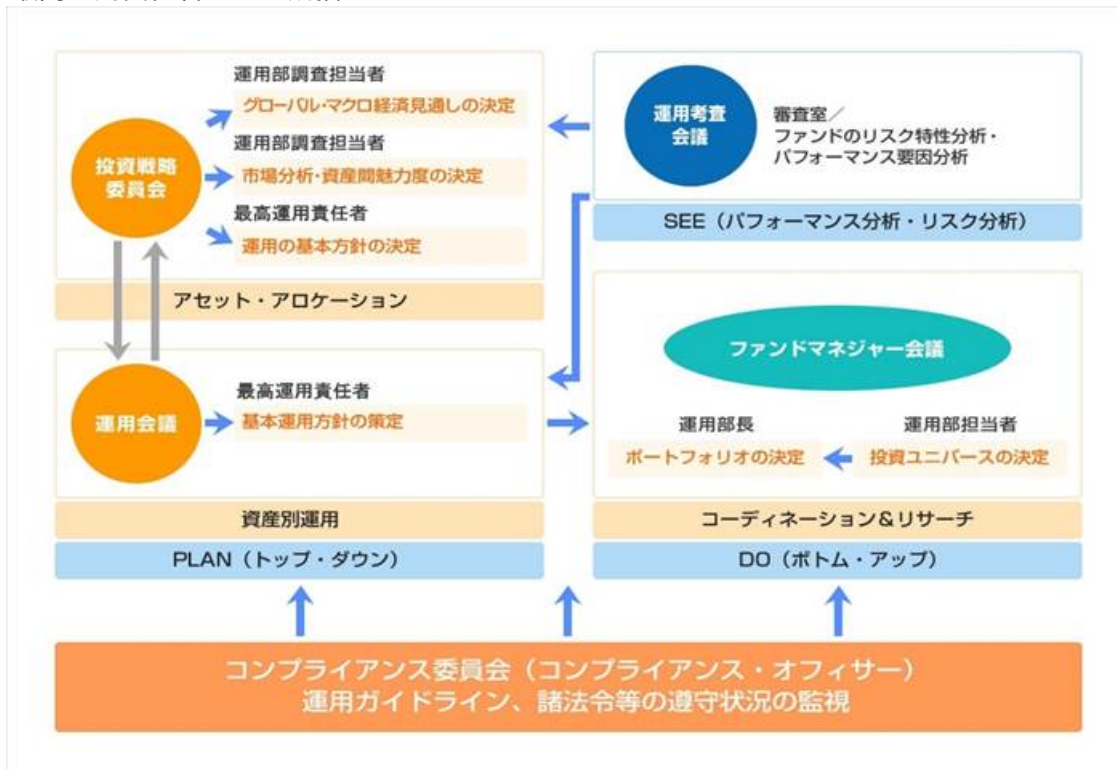 運用部調査担当者
グローバル・マクロ経済見通しの決定
運用部調査担当者
市場分析・資産間魅力度の決定
最高運用責任者
運用の基本方針の決定
投資戦略
委員会
アセット・アロケーション
運用会議
最高運用責任者
基本運用方針の策定
資産別運用
PLAN（トップ・ダウン）
運用考査
会議
審査室／
ファンドのリスク特性分析・
パフォーマンス要因分析
SEE（パフォーマンス分析・リスク分析）
ファンドマネジャー会議
運用部長
ポートフォリオの決定
運用部担当者
投資ユニバースの決定
コーディネーション＆リサーチ
DO（ボトム・アップ）
コンプライアンス委員会（コンプライアンス・オフィサー）
運用ガイドライン、諸法令等の遵守状況の監視